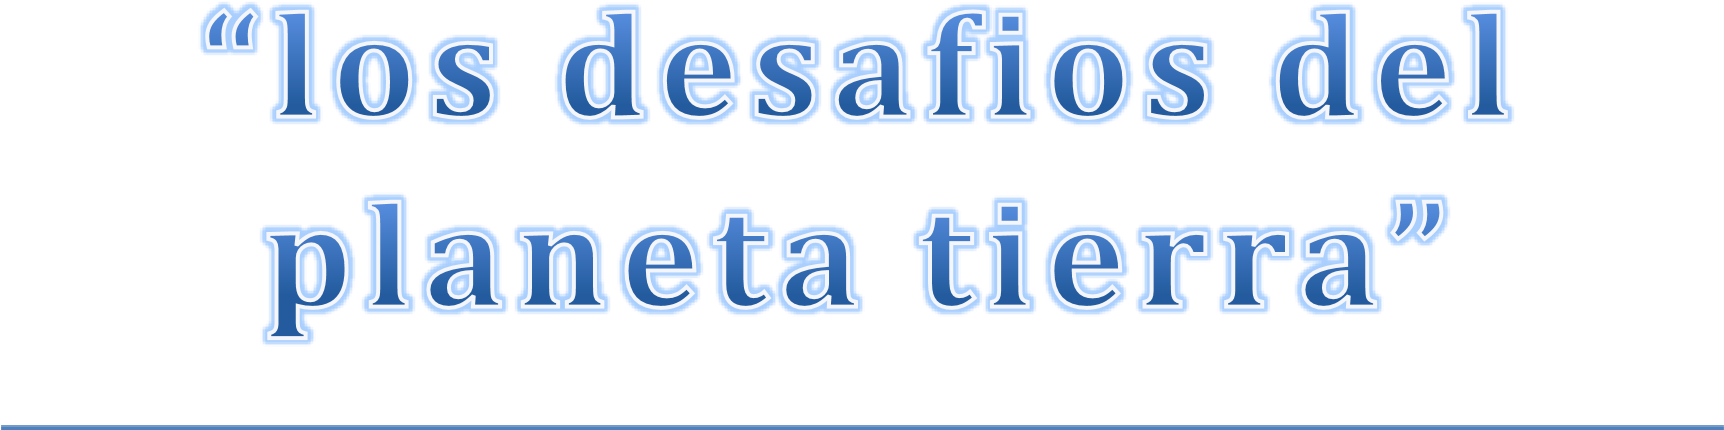 “los desafios del
planeta tierra”